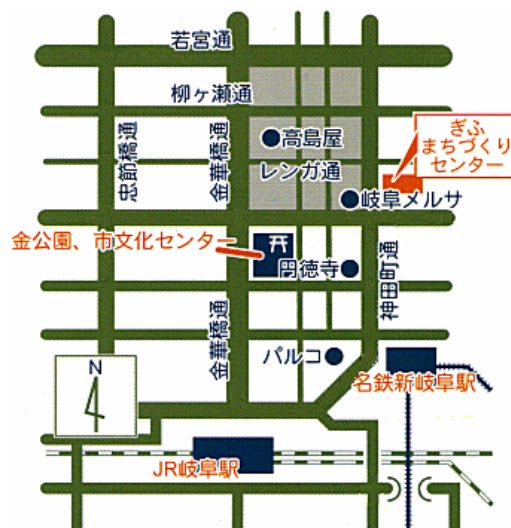 若宮通
柳ヶ瀬通
忠節橋通
金華橋通
高島屋
レンガ通
ぎふ
まちづくり
センター
岐阜メルサ
金公園、市文化センター
円徳寺
神田町通
金華橋通
パルコ
N
名鉄新岐阜駅
JR岐阜駅